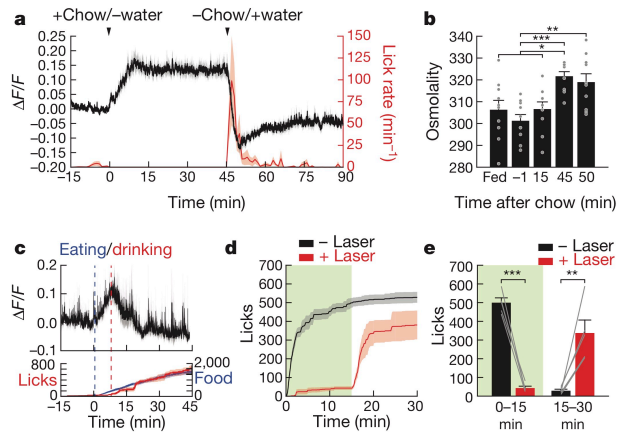 a
+Chow/−water
−Chow/+water
0.25
0.20
0.15
0.10
0.05
0.00
−0.05
−0.10
−0.15
−0.20
ΔF/F
150
125
100
75
50
25
0
Lick rate (min−1)
−15 0 15 30 45 60 75 90
Time (min)
b
**
***
*
340
330
320
310
300
290
280
Osmolality
Fed −1 15 45 50
Time after chow (min)
c
Eating/drinking
0.2
0.1
0.0
−0.1
ΔF/F
800
0
Licks
2,000
0
Food
−15 0 15 30 45
Time (min)
d
− Laser
+ Laser
700
600
500
400
300
200
100
0
Licks
0 10 20 30
Time (min)
e
− Laser
+ Laser
700
600
500
400
300
200
100
0
Licks
***
**
0–15
min
15–30
min